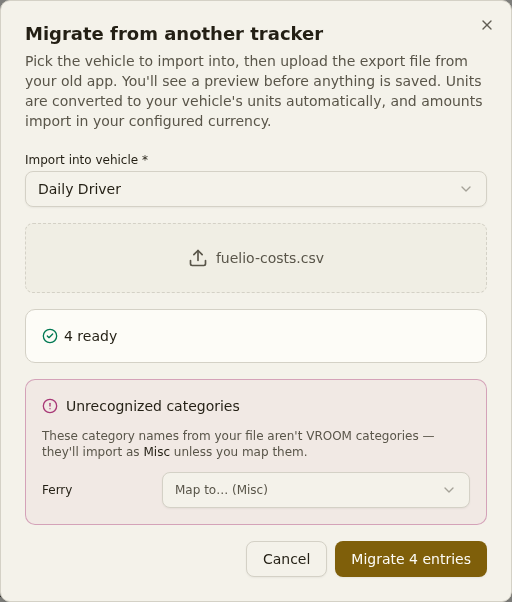 Migrate from another tracker
Pick the vehicle to import into, then upload the export file from
your old app. You'll see a preview before anything is saved. Units
are converted to your vehicle's units automatically, and amounts
import in your configured currency.
Import into vehicle *
Daily Driver
fuelio-costs.csv
4 ready
Unrecognized categories
These category names from your file aren't VROOM categories —
they'll import as Misc unless you map them.
Ferry
Map to... (Misc)
Cancel
Migrate 4 entries